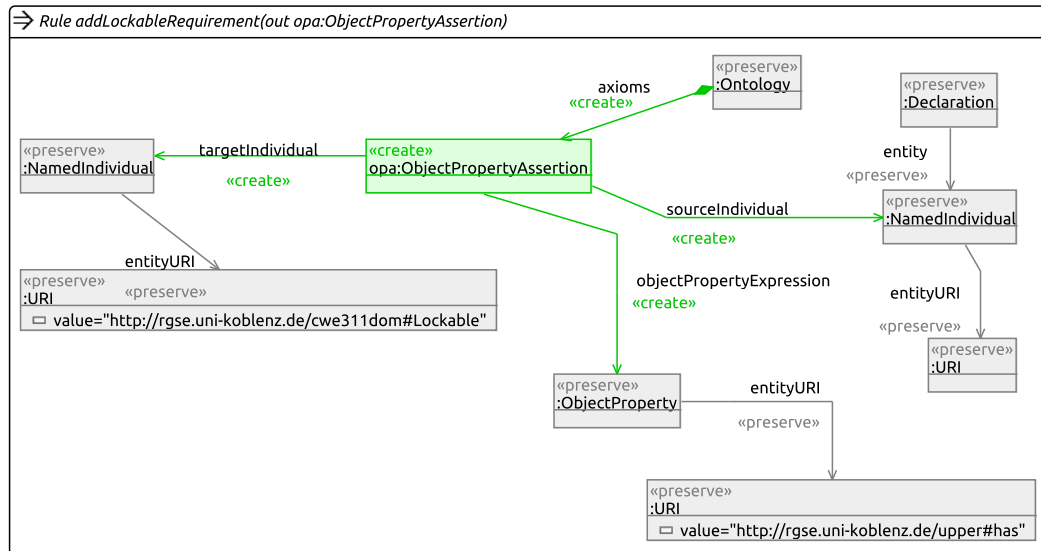 Rule addLockableRequirement(out opa:ObjectPropertyAssertion)
«preserve»
:Ontology
axioms
«create»
«preserve»
:Declaration
«preserve»
:NamedIndividual
targetIndividual
«create»
«create»
opa:ObjectPropertyAssertion
entity
«preserve»
sourceIndividual
«create»
«preserve»
:NamedIndividual
entityURI
«preserve»
«preserve»
:URI
value="http://rgse.uni-koblenz.de/cwe311dom#Lockable"
objectPropertyExpression
«create»
entityURI
«preserve»
«preserve»
:URI
«preserve»
:ObjectProperty
entityURI
«preserve»
«preserve»
:URI
value="http://rgse.uni-koblenz.de/upper#has"